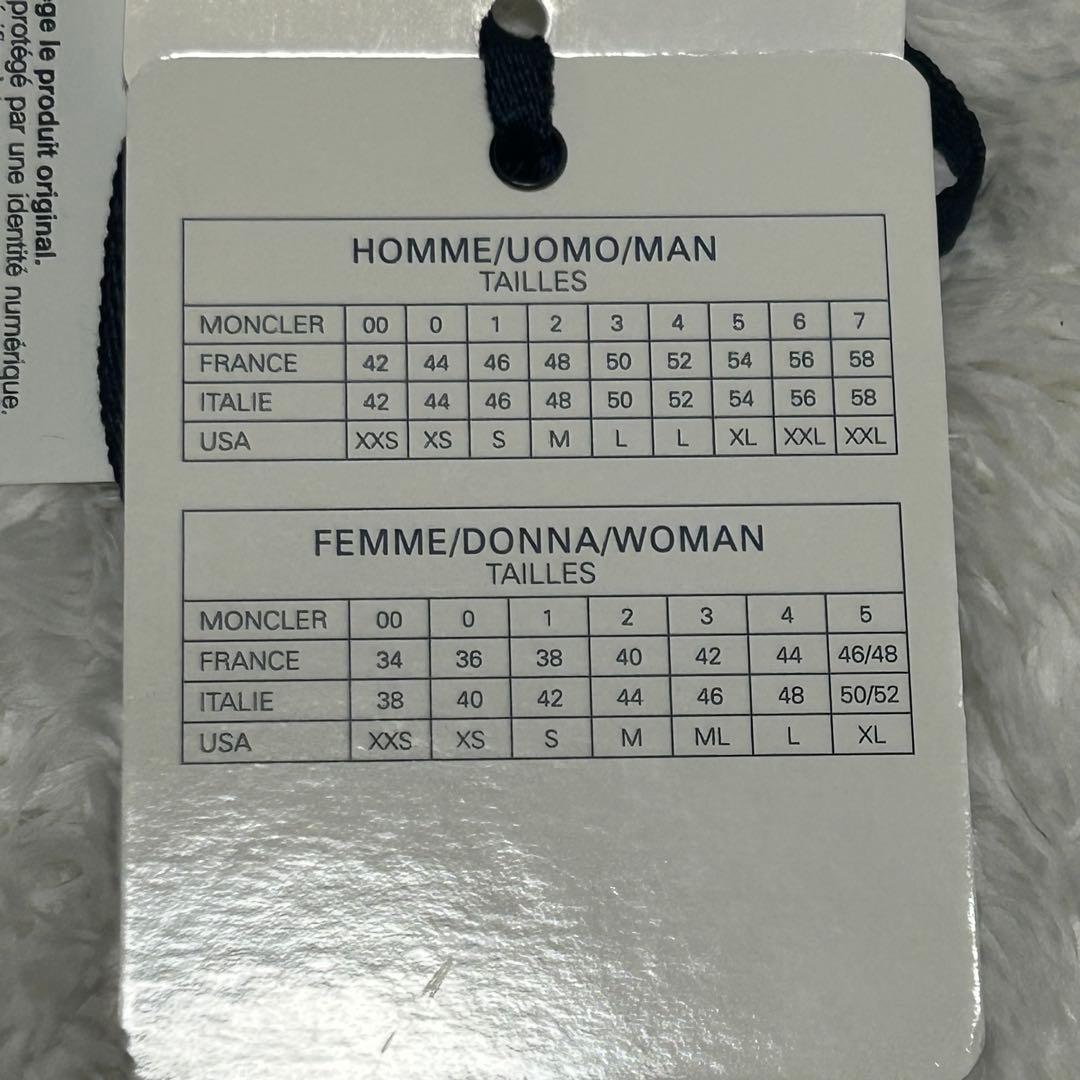 ge le produit original.
protégé par une identité numérique,
HOMME/UOMO/MAN
TAILLES
MONCLER 00 0 1 2 3 4 5 6 7
FRANCE 42 44 46 48 50 52 54 56 58
ITALIE 42 44 46 48 50 52 54 56 58
USA XXS XS S M L L XL XXL XXL
FEMME/DONNA/WOMAN
TAILLES
MONCLER 00 0 1 2 3 4 5
FRANCE 34 36 38 40 42 44 46/48
ITALIE 38 40 42 44 46 48 50/52
USA XXS XS S M ML L XL